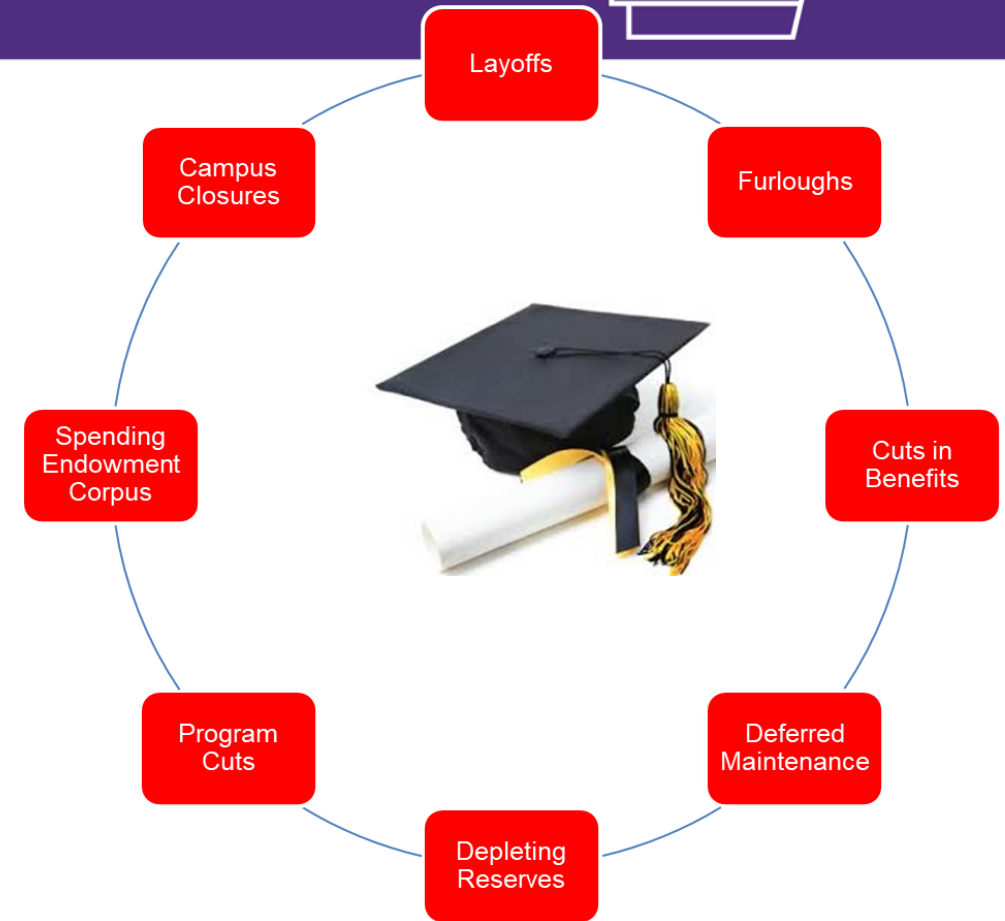 Layoffs
Furloughs
Cuts in
Benefits
Deferred
Maintenance
Depleting
Reserves
Program
Cuts
Spending
Endowment
Corpus
Campus
Closures